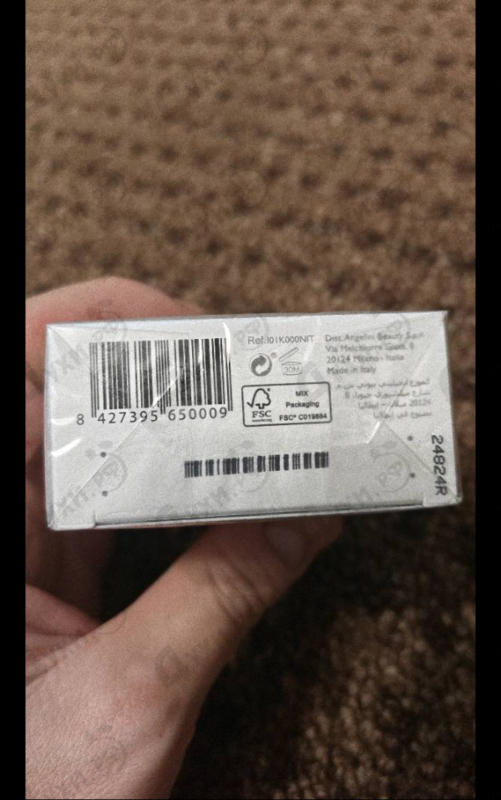 8 427395 650009
Ref.I01K000NIT
30M
FSC
MIX
Packaging
FSC® C019884
Dist. Angelini Beauty S.p.A.
Via Melchiorre Gioia, 8
20124 Milano - Italia
Made in Italy
24824R